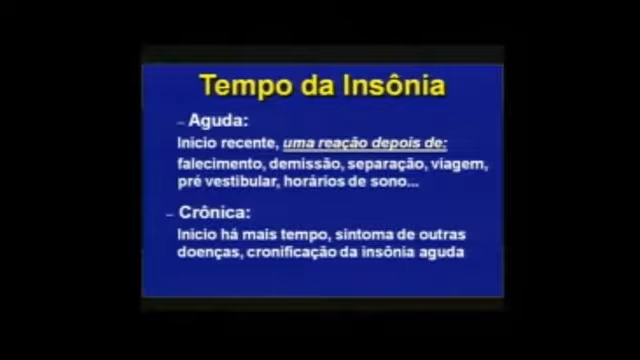 Tempo da Insônia
– Aguda:
Inicio recente, uma reação depois de:
falecimento, demissão, separação, viagem,
pré vestibular, horários de sono...
– Crônica:
Inicio há mais tempo, sintoma de outras
doenças, cronificação da insônia aguda